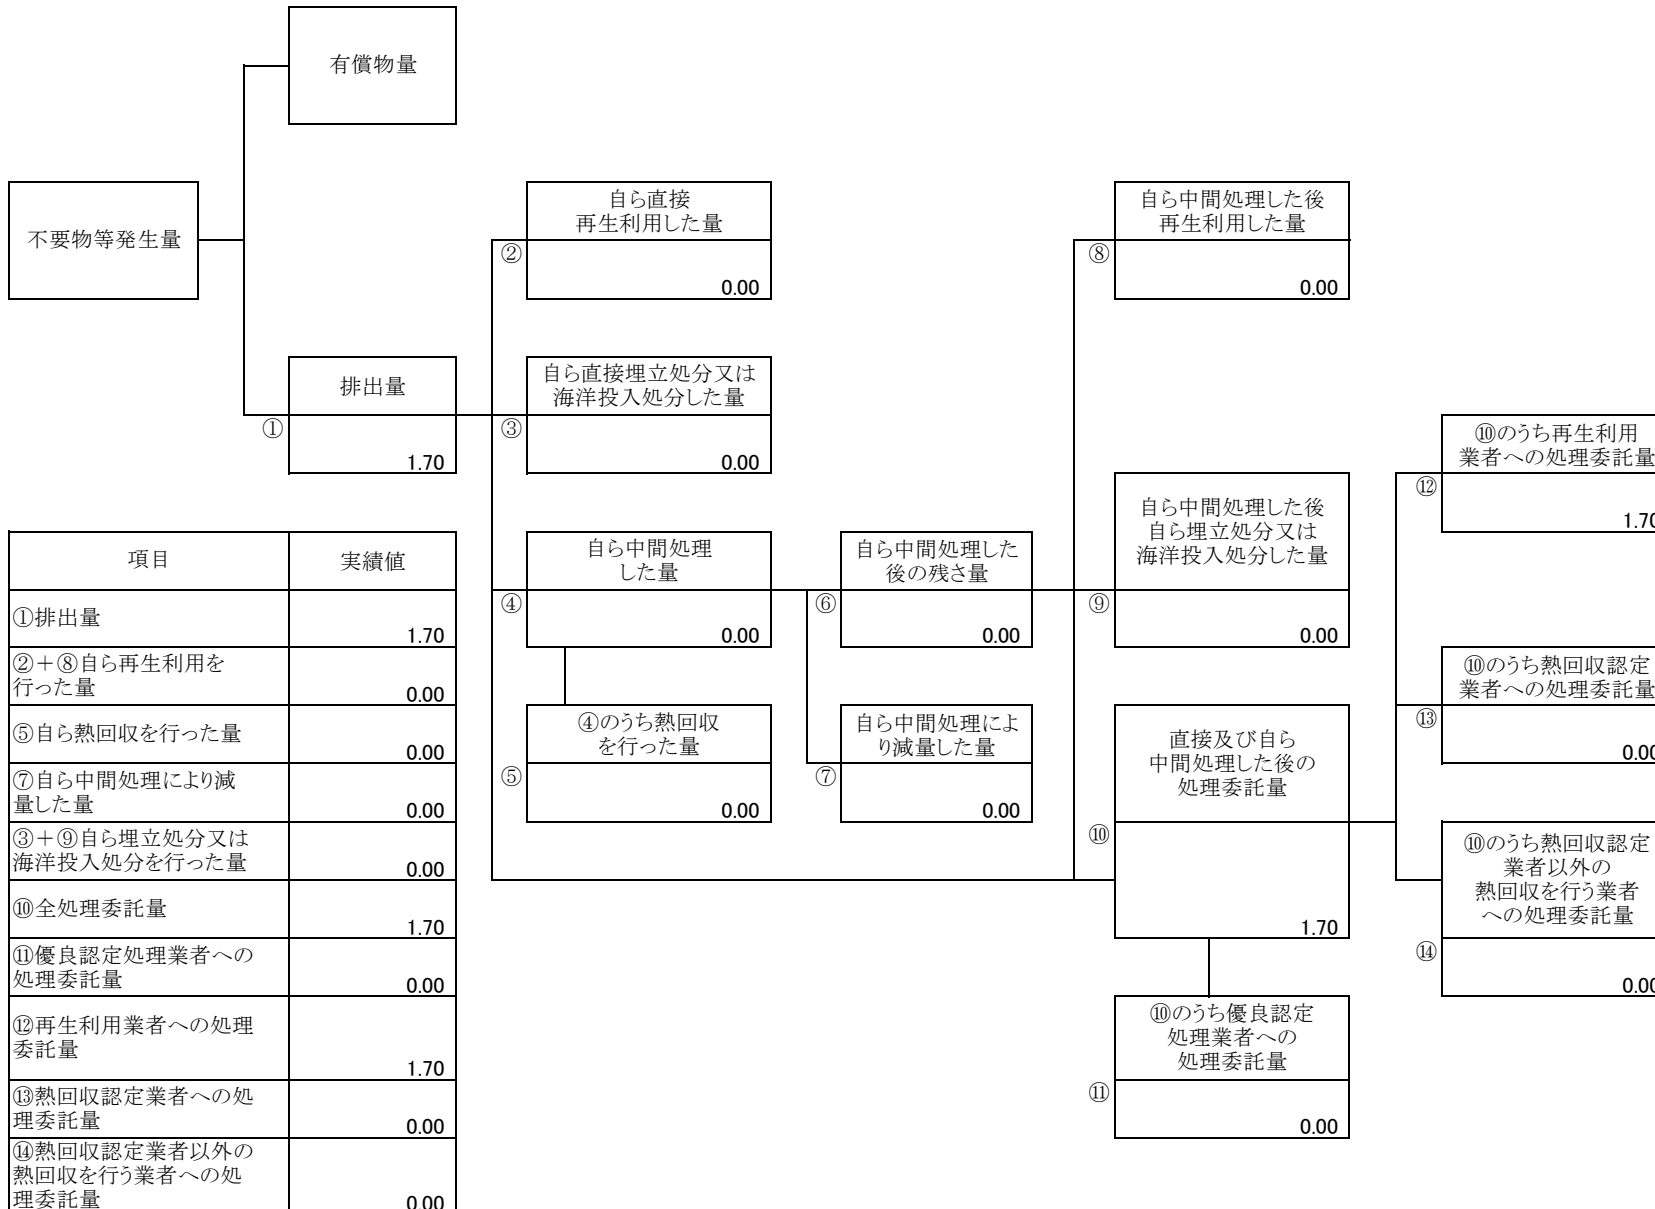 有償物量
不要物等発生量
自ら直接
再生利用した量
②
0.00
自ら中間処理した後
再生利用した量
⑧
0.00
排出量
①
1.70
自ら直接埋立処分又は
海洋投入処分した量
③
0.00
⑩のうち再生利用
業者への処理委託量
⑫
1.70
自ら中間処理
した量
④
0.00
自ら中間処理した
後の残さ量
⑥
0.00
自ら中間処理した後
自ら埋立処分又は
海洋投入処分した量
⑨
0.00
⑩のうち熱回収認定
業者への処理委託量
⑬
0.00
④のうち熱回収
を行った量
⑤
0.00
自ら中間処理によ
り減量した量
⑦
0.00
直接及び自ら
中間処理した後の
処理委託量
⑩
1.70
⑩のうち熱回収認定
業者以外の
熱回収を行う業者
への処理委託量
⑭
0.00
⑩のうち優良認定
処理業者への
処理委託量
⑪
0.00
項目 実績値
①排出量
1.70
②+⑧自ら再生利用を
行った量
0.00
⑤自ら熱回収を行った量
0.00
⑦自ら中間処理により減
量した量
0.00
③+⑨自ら埋立処分又は
海洋投入処分を行った量
0.00
⑩全処理委託量
1.70
⑪優良認定処理業者への
処理委託量
0.00
⑫再生利用業者への処理
委託量
1.70
⑬熱回収認定業者への処
理委託量
0.00
⑭熱回収認定業者以外の
熱回収を行う業者への処
理委託量
0.00